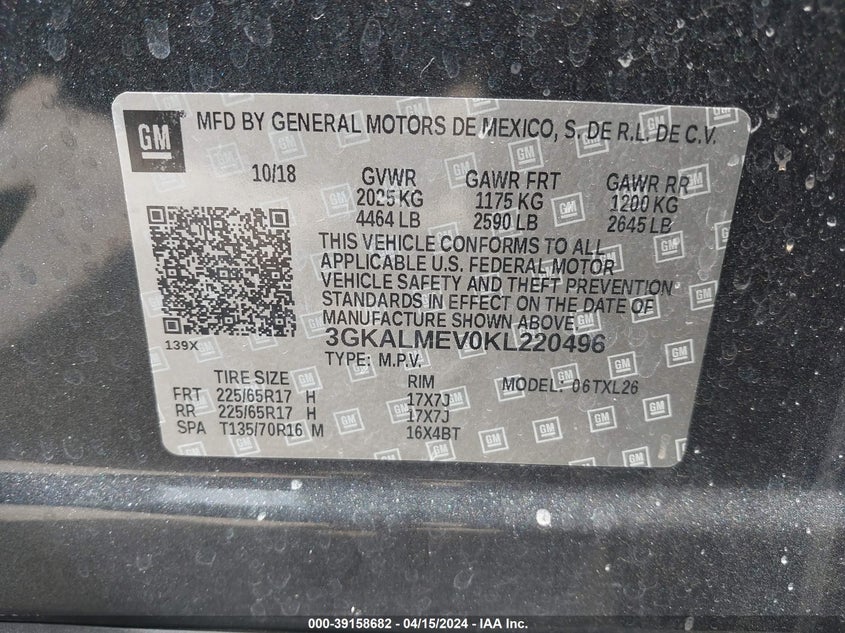 GM
MFD BY GENERAL MOTORS DE MEXICO, S. DE R.L. DE C.V.
10/18 GVWR GAWR FRT GAWR RR
2025 KG 1175 KG 1200 KG
4464 LB 2590 LB 2645 LB
THIS VEHICLE CONFORMS TO ALL
APPLICABLE U.S. FEDERAL MOTOR
VEHICLE SAFETY AND THEFT PREVENTION
STANDARDS IN EFFECT ON THE DATE OF
MANUFACTURE SHOWN ABOVE
139X
3GKALMEV0KL220496
TYPE: M.P.V.
TIRE SIZE RIM MODEL: 06TXL26
FRT 225/65R17 H 17X7J
RR 225/65R17 H 17X7J
SPA T135/70R16 M 16X4BT
000-39158682 - 04/15/2024 - IAA Inc.